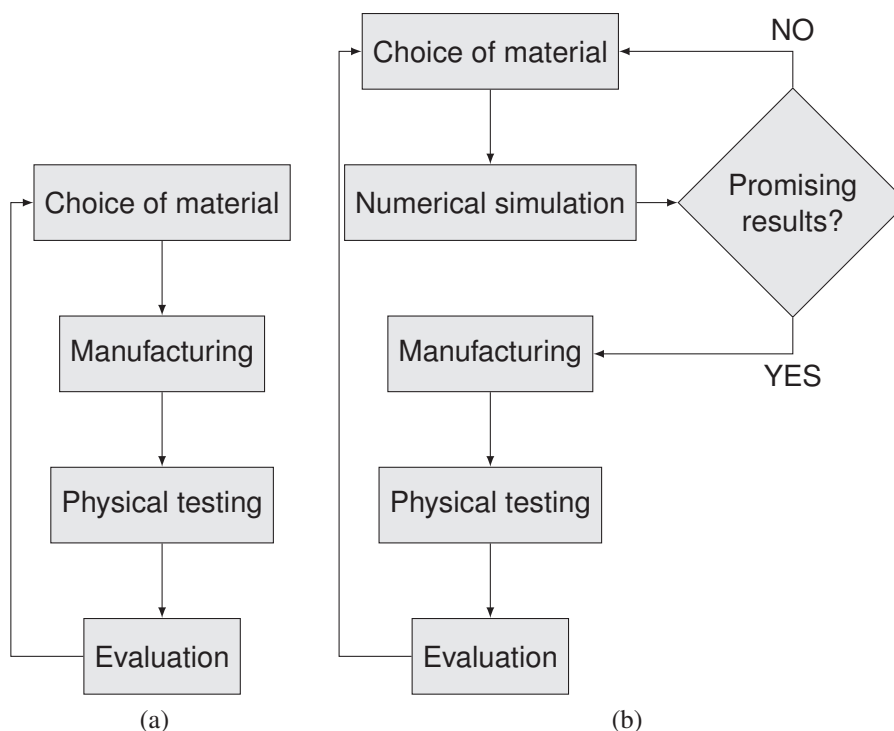 Choice of material
Manufacturing
Physical testing
Evaluation
(a)
NO
Choice of material
Numerical simulation
Promising
results?
Manufacturing
YES
Physical testing
Evaluation
(b)